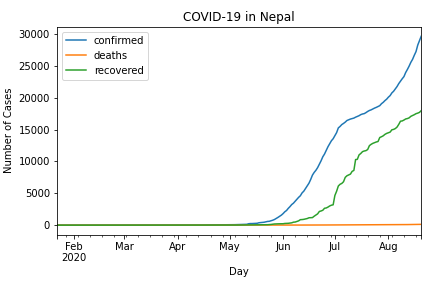 COVID-19 in Nepal
confirmed
deaths
recovered
Number of Cases
30000
25000
20000
15000
10000
5000
0
Feb Mar Apr May Jun Jul Aug
2020
Day